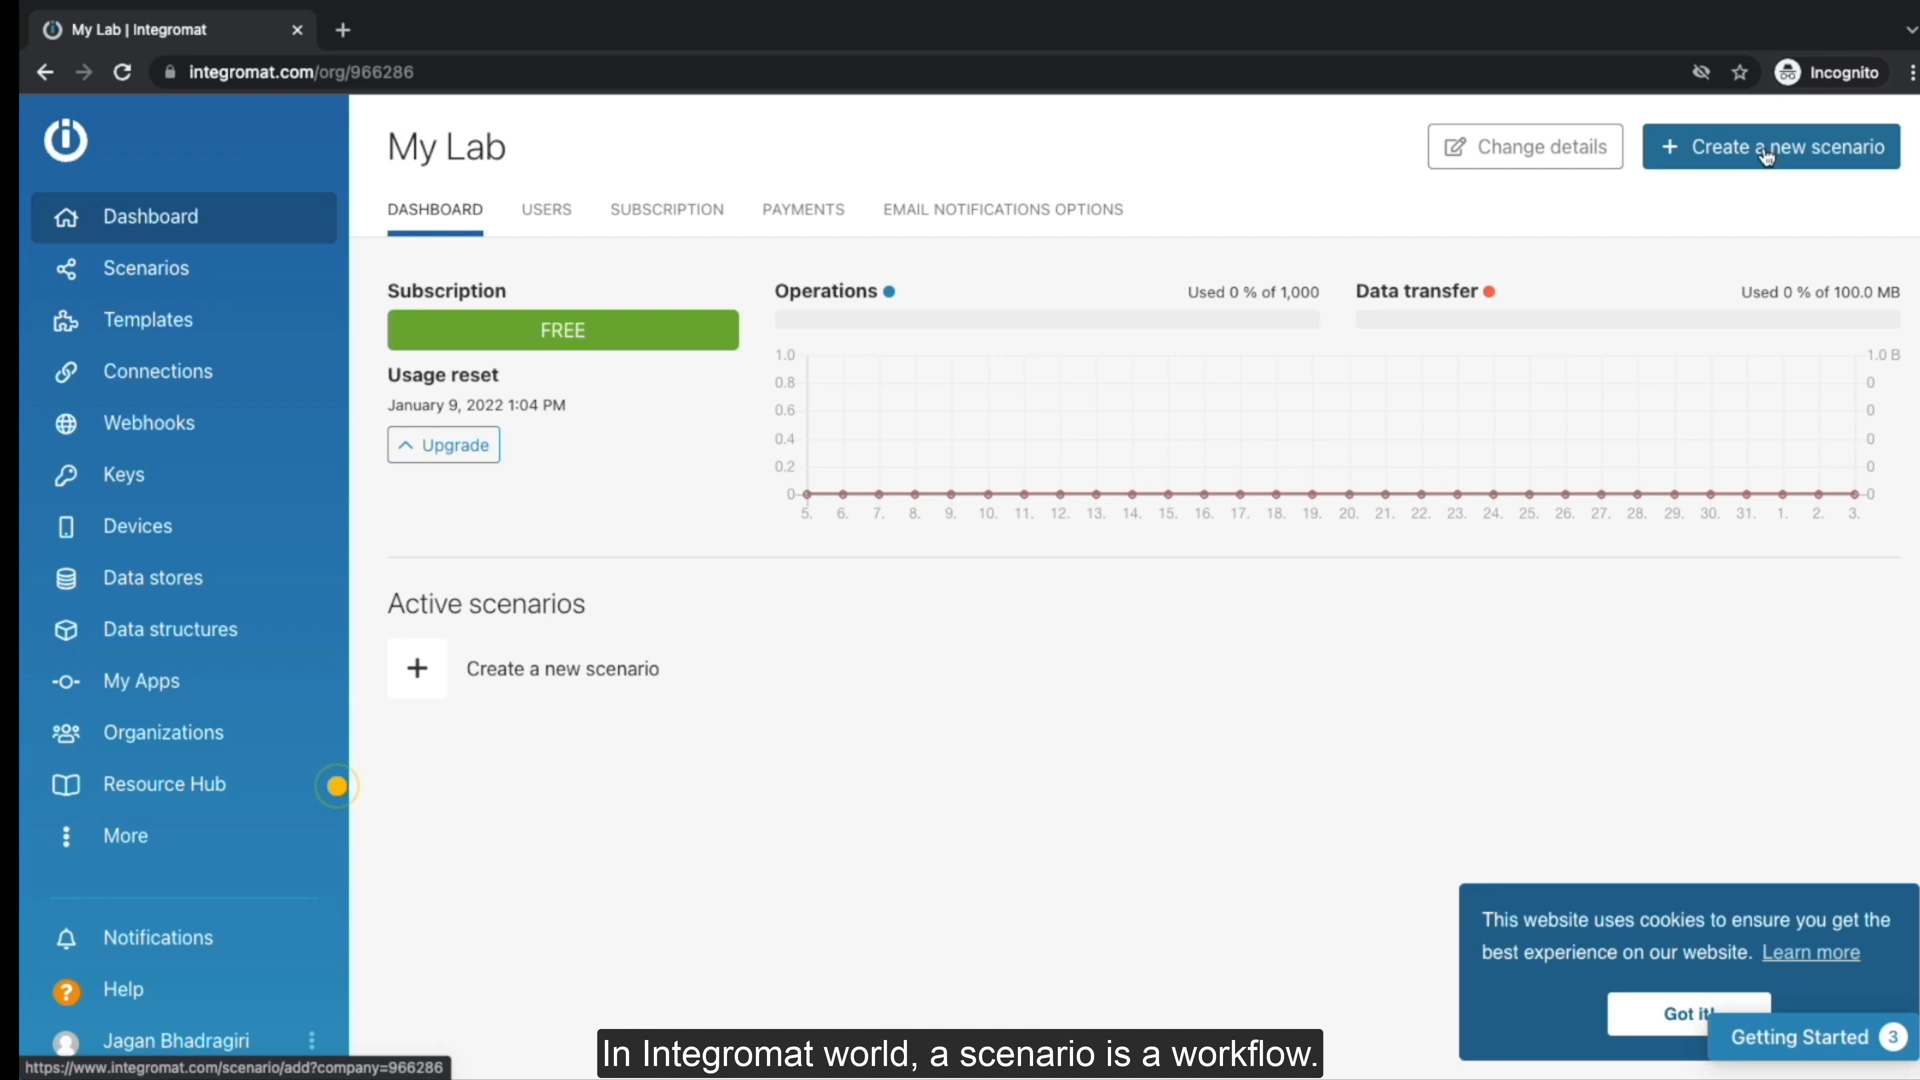 My Lab | Integromat
integromat.com/org/966286
Incognito
My Lab
Change details
+ Create a new scenario
DASHBOARD USERS SUBSCRIPTION PAYMENTS EMAIL NOTIFICATIONS OPTIONS
Dashboard
Scenarios
Templates
Connections
Webhooks
Keys
Devices
Data stores
Data structures
My Apps
Organizations
Resource Hub
More
Notifications
? Help
Jagan Bhadragiri
Subscription
FREE
Usage reset
January 9, 2022 1:04 PM
Upgrade
Operations Used 0 % of 1,000
Data transfer Used 0 % of 100.0 MB
1.0 1.0 B
0.8 0
0.6 0
0.4 0
0.2 0
0 0
5. 6. 7. 8. 9. 10. 11. 12. 13. 14. 15. 16. 17. 18. 19. 20. 21. 22. 23. 24. 25. 26. 27. 28. 29. 30. 31. 1. 2. 3.
Active scenarios
+ Create a new scenario
This website uses cookies to ensure you get the
best experience on our website. Learn more
Got it!
Getting Started 3
In Integromat world, a scenario is a workflow.
https://www.integromat.com/scenario/add?company=966286